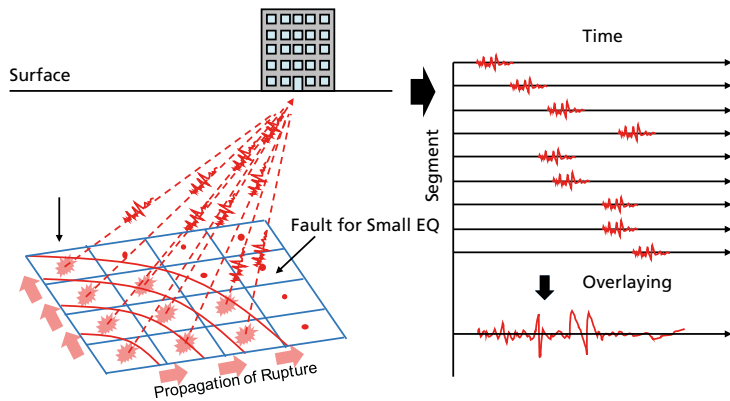 Surface
Fault for Small EQ
Propagation of Rupture
Time
Segment
Overlaying